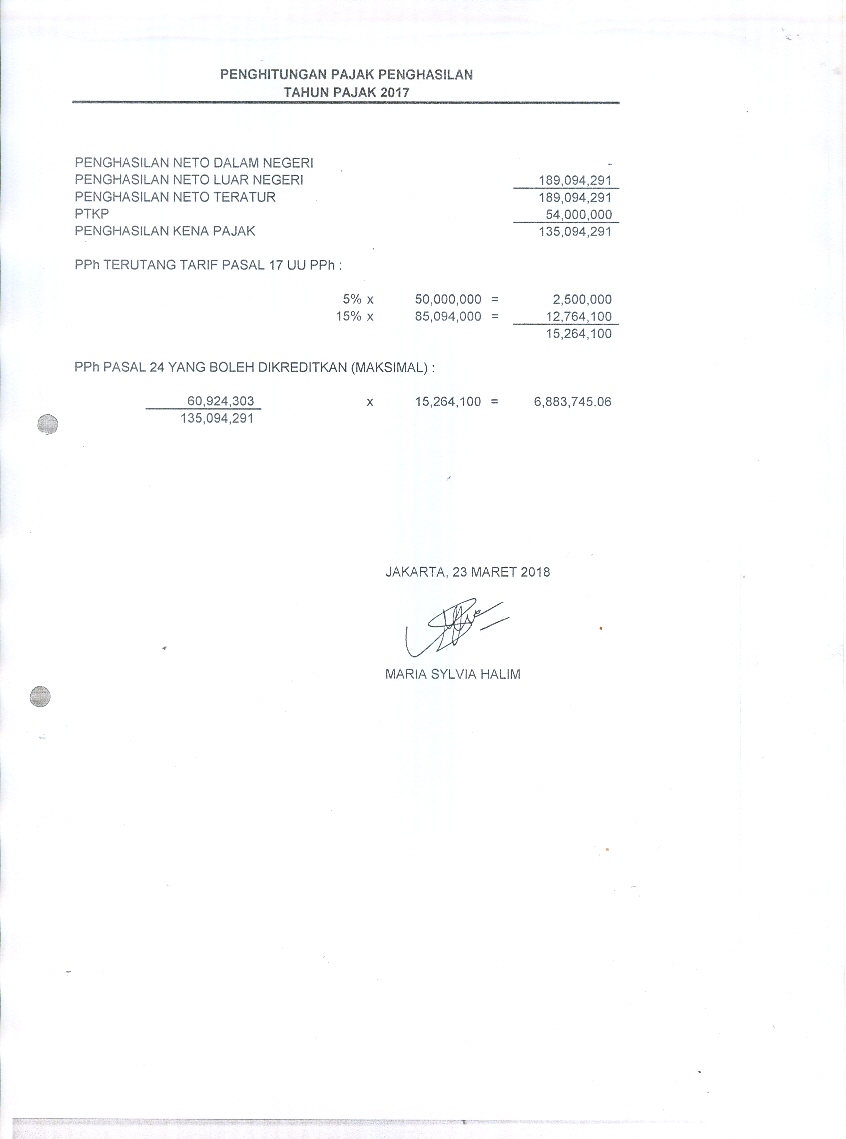 PENGHITUNGAN PAJAK PENGHASILAN
TAHUN PAJAK 2017
PENGHASILAN NETO DALAM NEGERI -
PENGHASILAN NETO LUAR NEGERI 189,094,291
PENGHASILAN NETO TERATUR 189,094,291
PTKP 54,000,000
PENGHASILAN KENA PAJAK 135,094,291
PPh TERUTANG TARIF PASAL 17 UU PPh :
5% x 50,000,000 = 2,500,000
15% x 85,094,000 = 12,764,100
15,264,100
PPh PASAL 24 YANG BOLEH DIKREDITKAN (MAKSIMAL) :
60,924,303 x 15,264,100 = 6,883,745.06
135,094,291
JAKARTA, 23 MARET 2018
MARIA SYLVIA HALIM